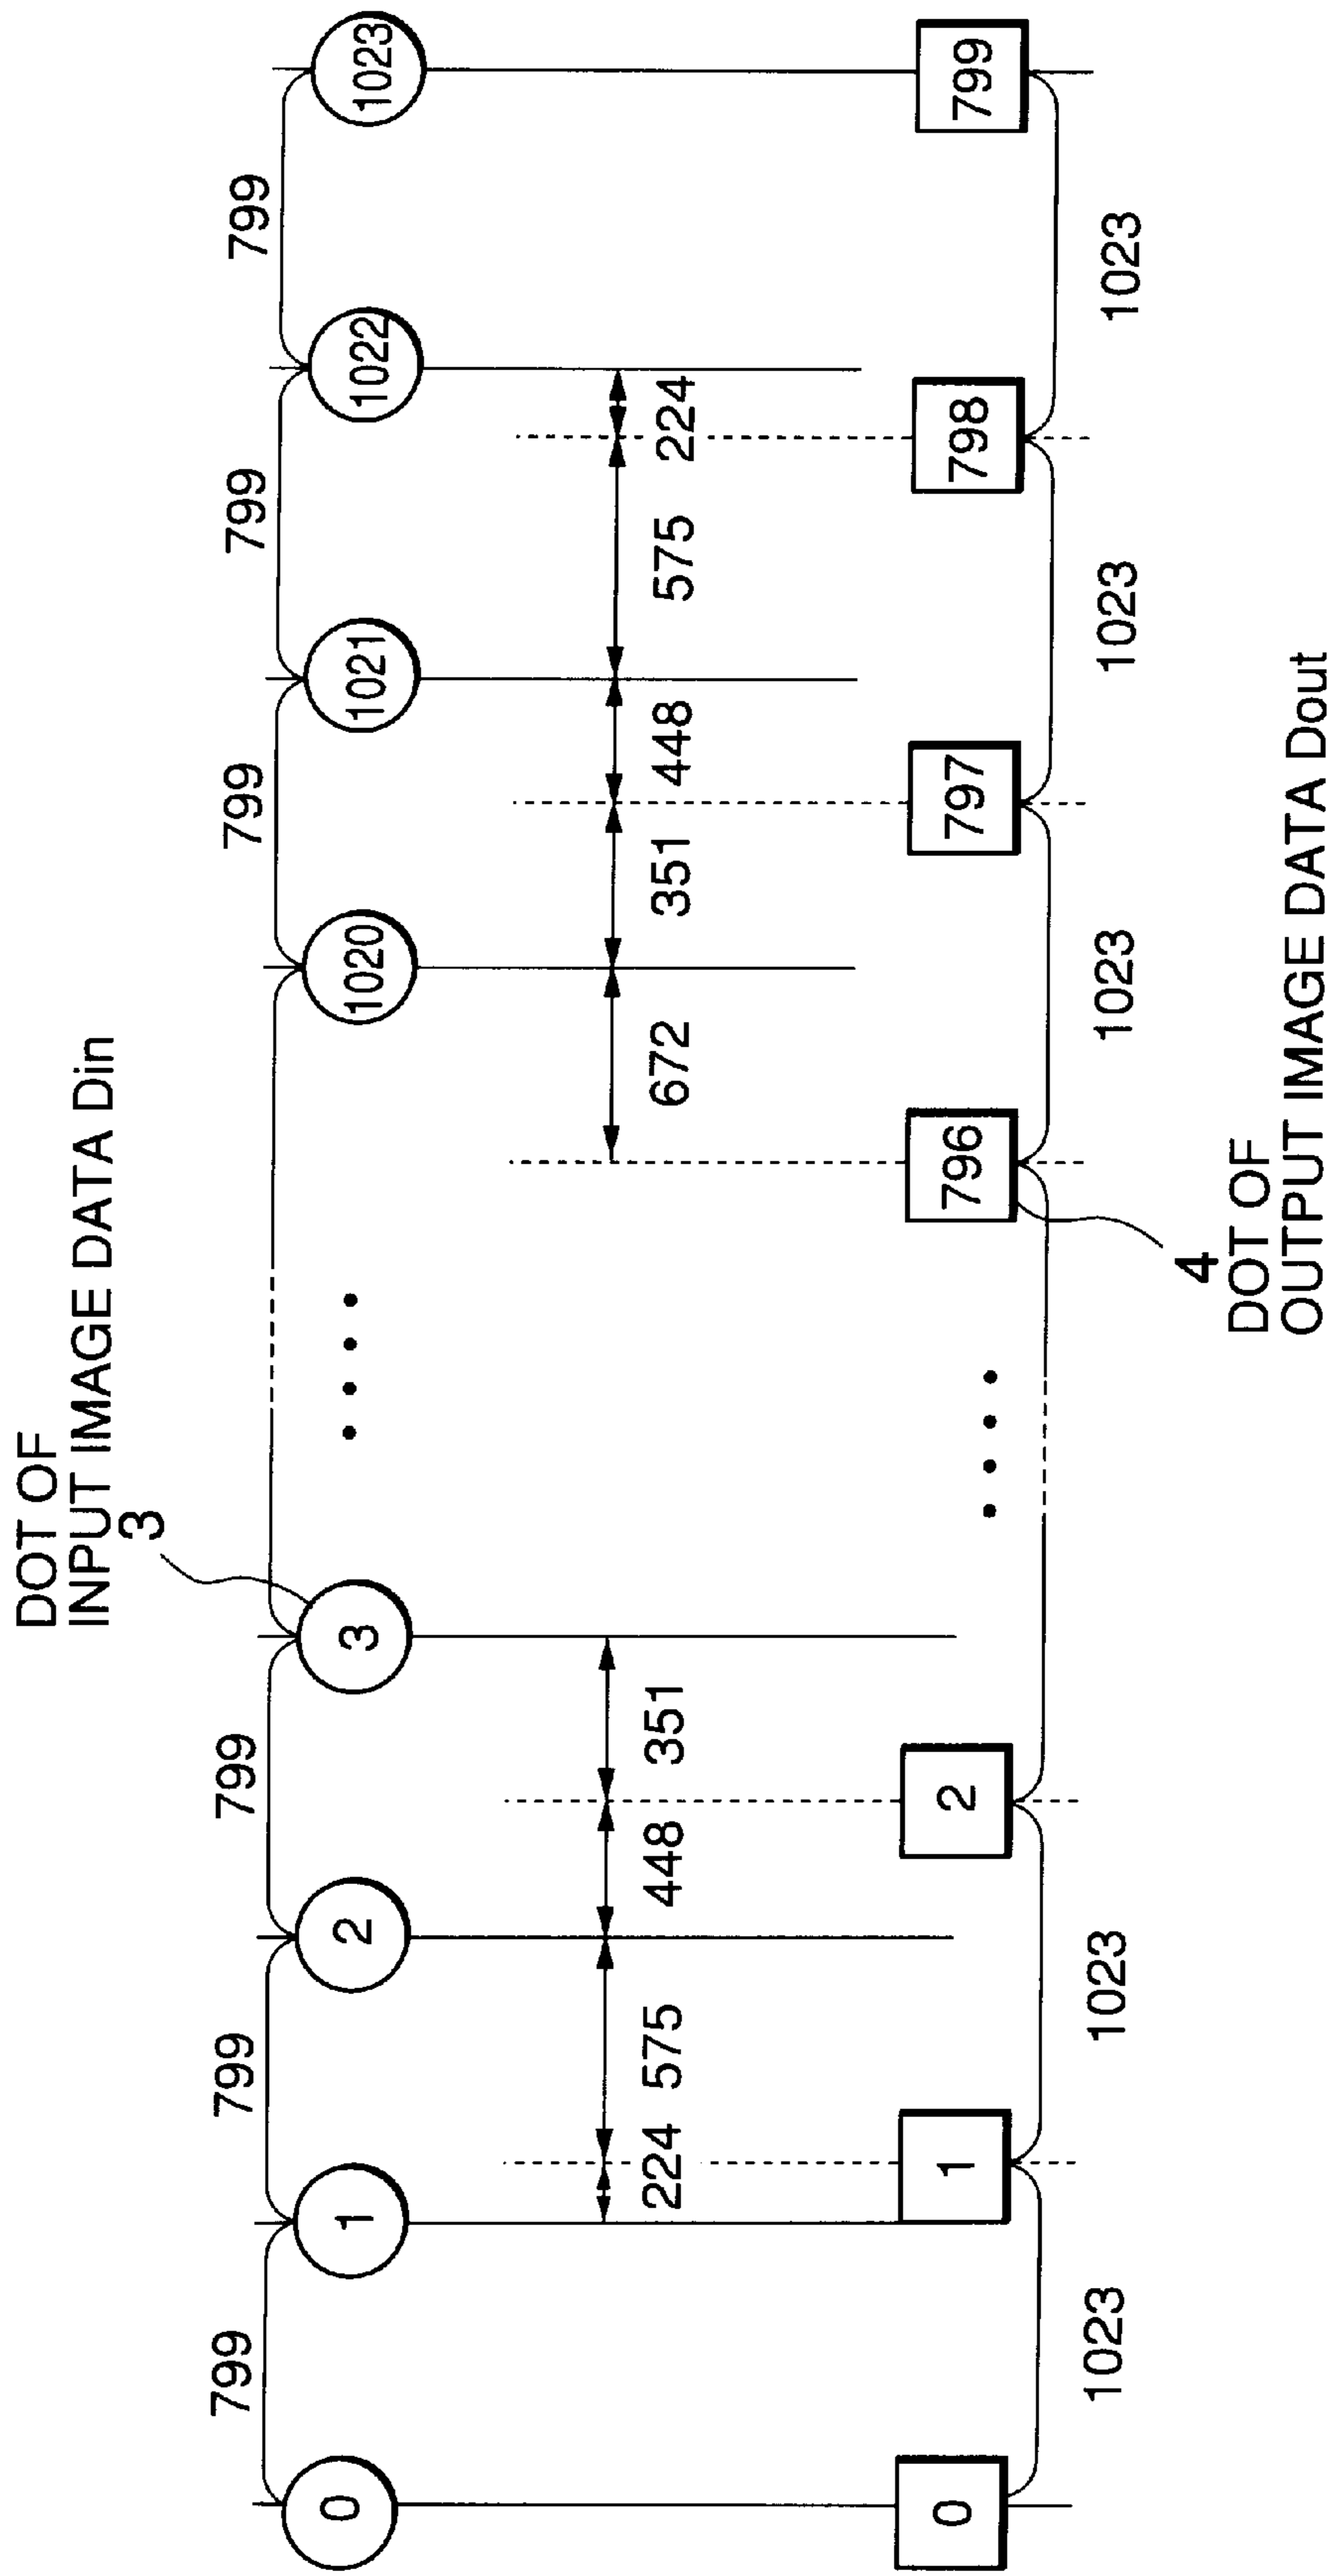 DOT OF
INPUT IMAGE DATA Din
3
799 799 799 799 799 799
0 1 2 3 1020 1021 1022 1023
224 575 448 351 672 351 448 575 224
0 1 2 796 797 798 799
1023 1023 1023 1023 1023
4
DOT OF
OUTPUT IMAGE DATA Dout